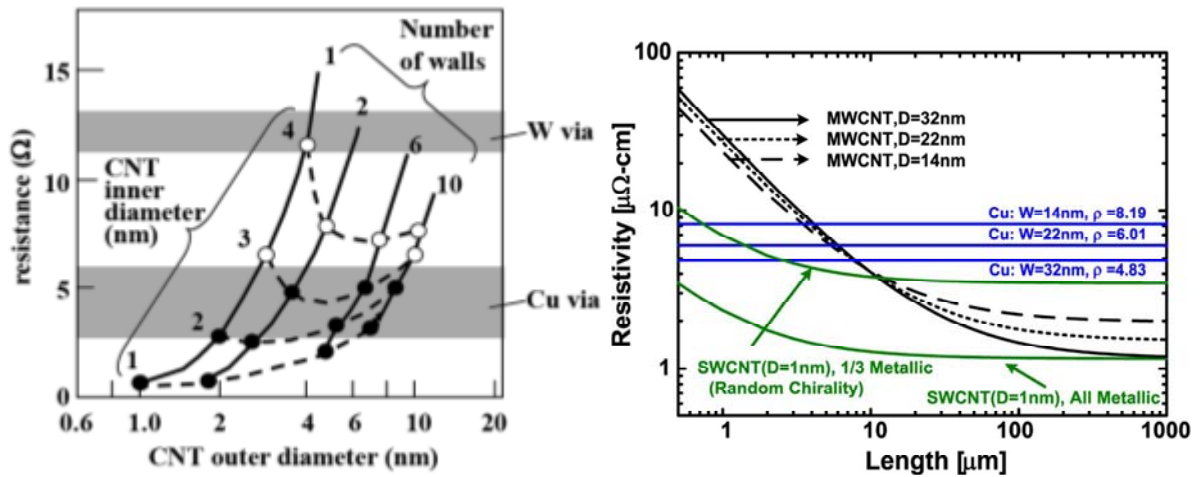 Number
of walls
15
10
5
0
resistance (Ω)
1
2
6
10
4
3
2
1
W via
CNT
inner
diameter
(nm)
Cu via
0.6
1.0
2
4
6
10
20
CNT outer diameter (nm)
100
10
1
Resistivity [μΩ-cm]
MWCNT,D=32nm
MWCNT,D=22nm
MWCNT,D=14nm
Cu: W=14nm, ρ =8.19
Cu: W=22nm, ρ =6.01
Cu: W=32nm, ρ =4.83
SWCNT(D=1nm), 1/3 Metallic
(Random Chirality)
SWCNT(D=1nm), All Metallic
1
10
100
1000
Length [μm]